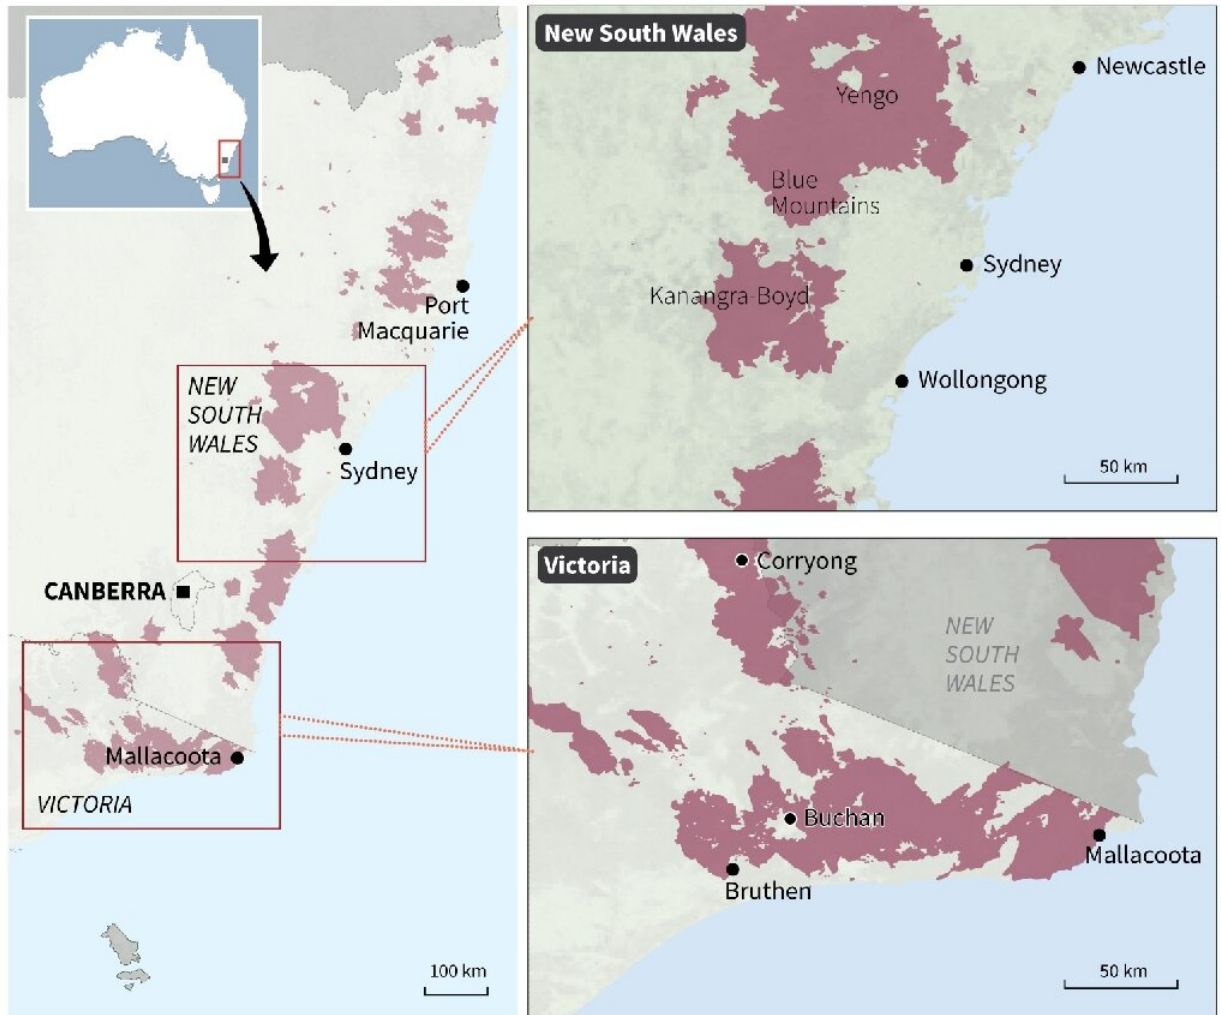 Port
Macquarie
NEW
SOUTH
WALES
Sydney
CANBERRA
Mallacoota
VICTORIA
100 km
New South Wales
Newcastle
Yengo
Blue
Mountains
Sydney
Kanangra-Boyd
Wollongong
50 km
Victoria
Corryong
NEW
SOUTH
WALES
Buchan
Mallacoota
Bruthen
50 km